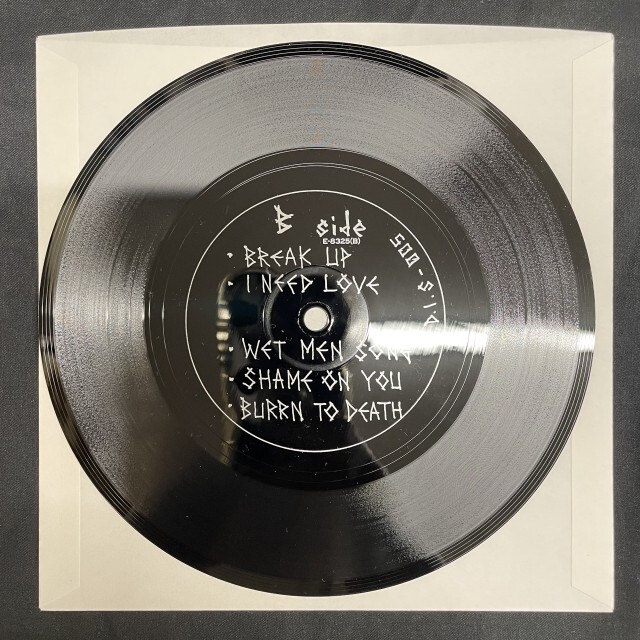 B side
E-8325(B)
· BREAK UP
· I NEED LOVE
· WET MEN SONG
· SHAME ON YOU
· BURRN TO DEATH